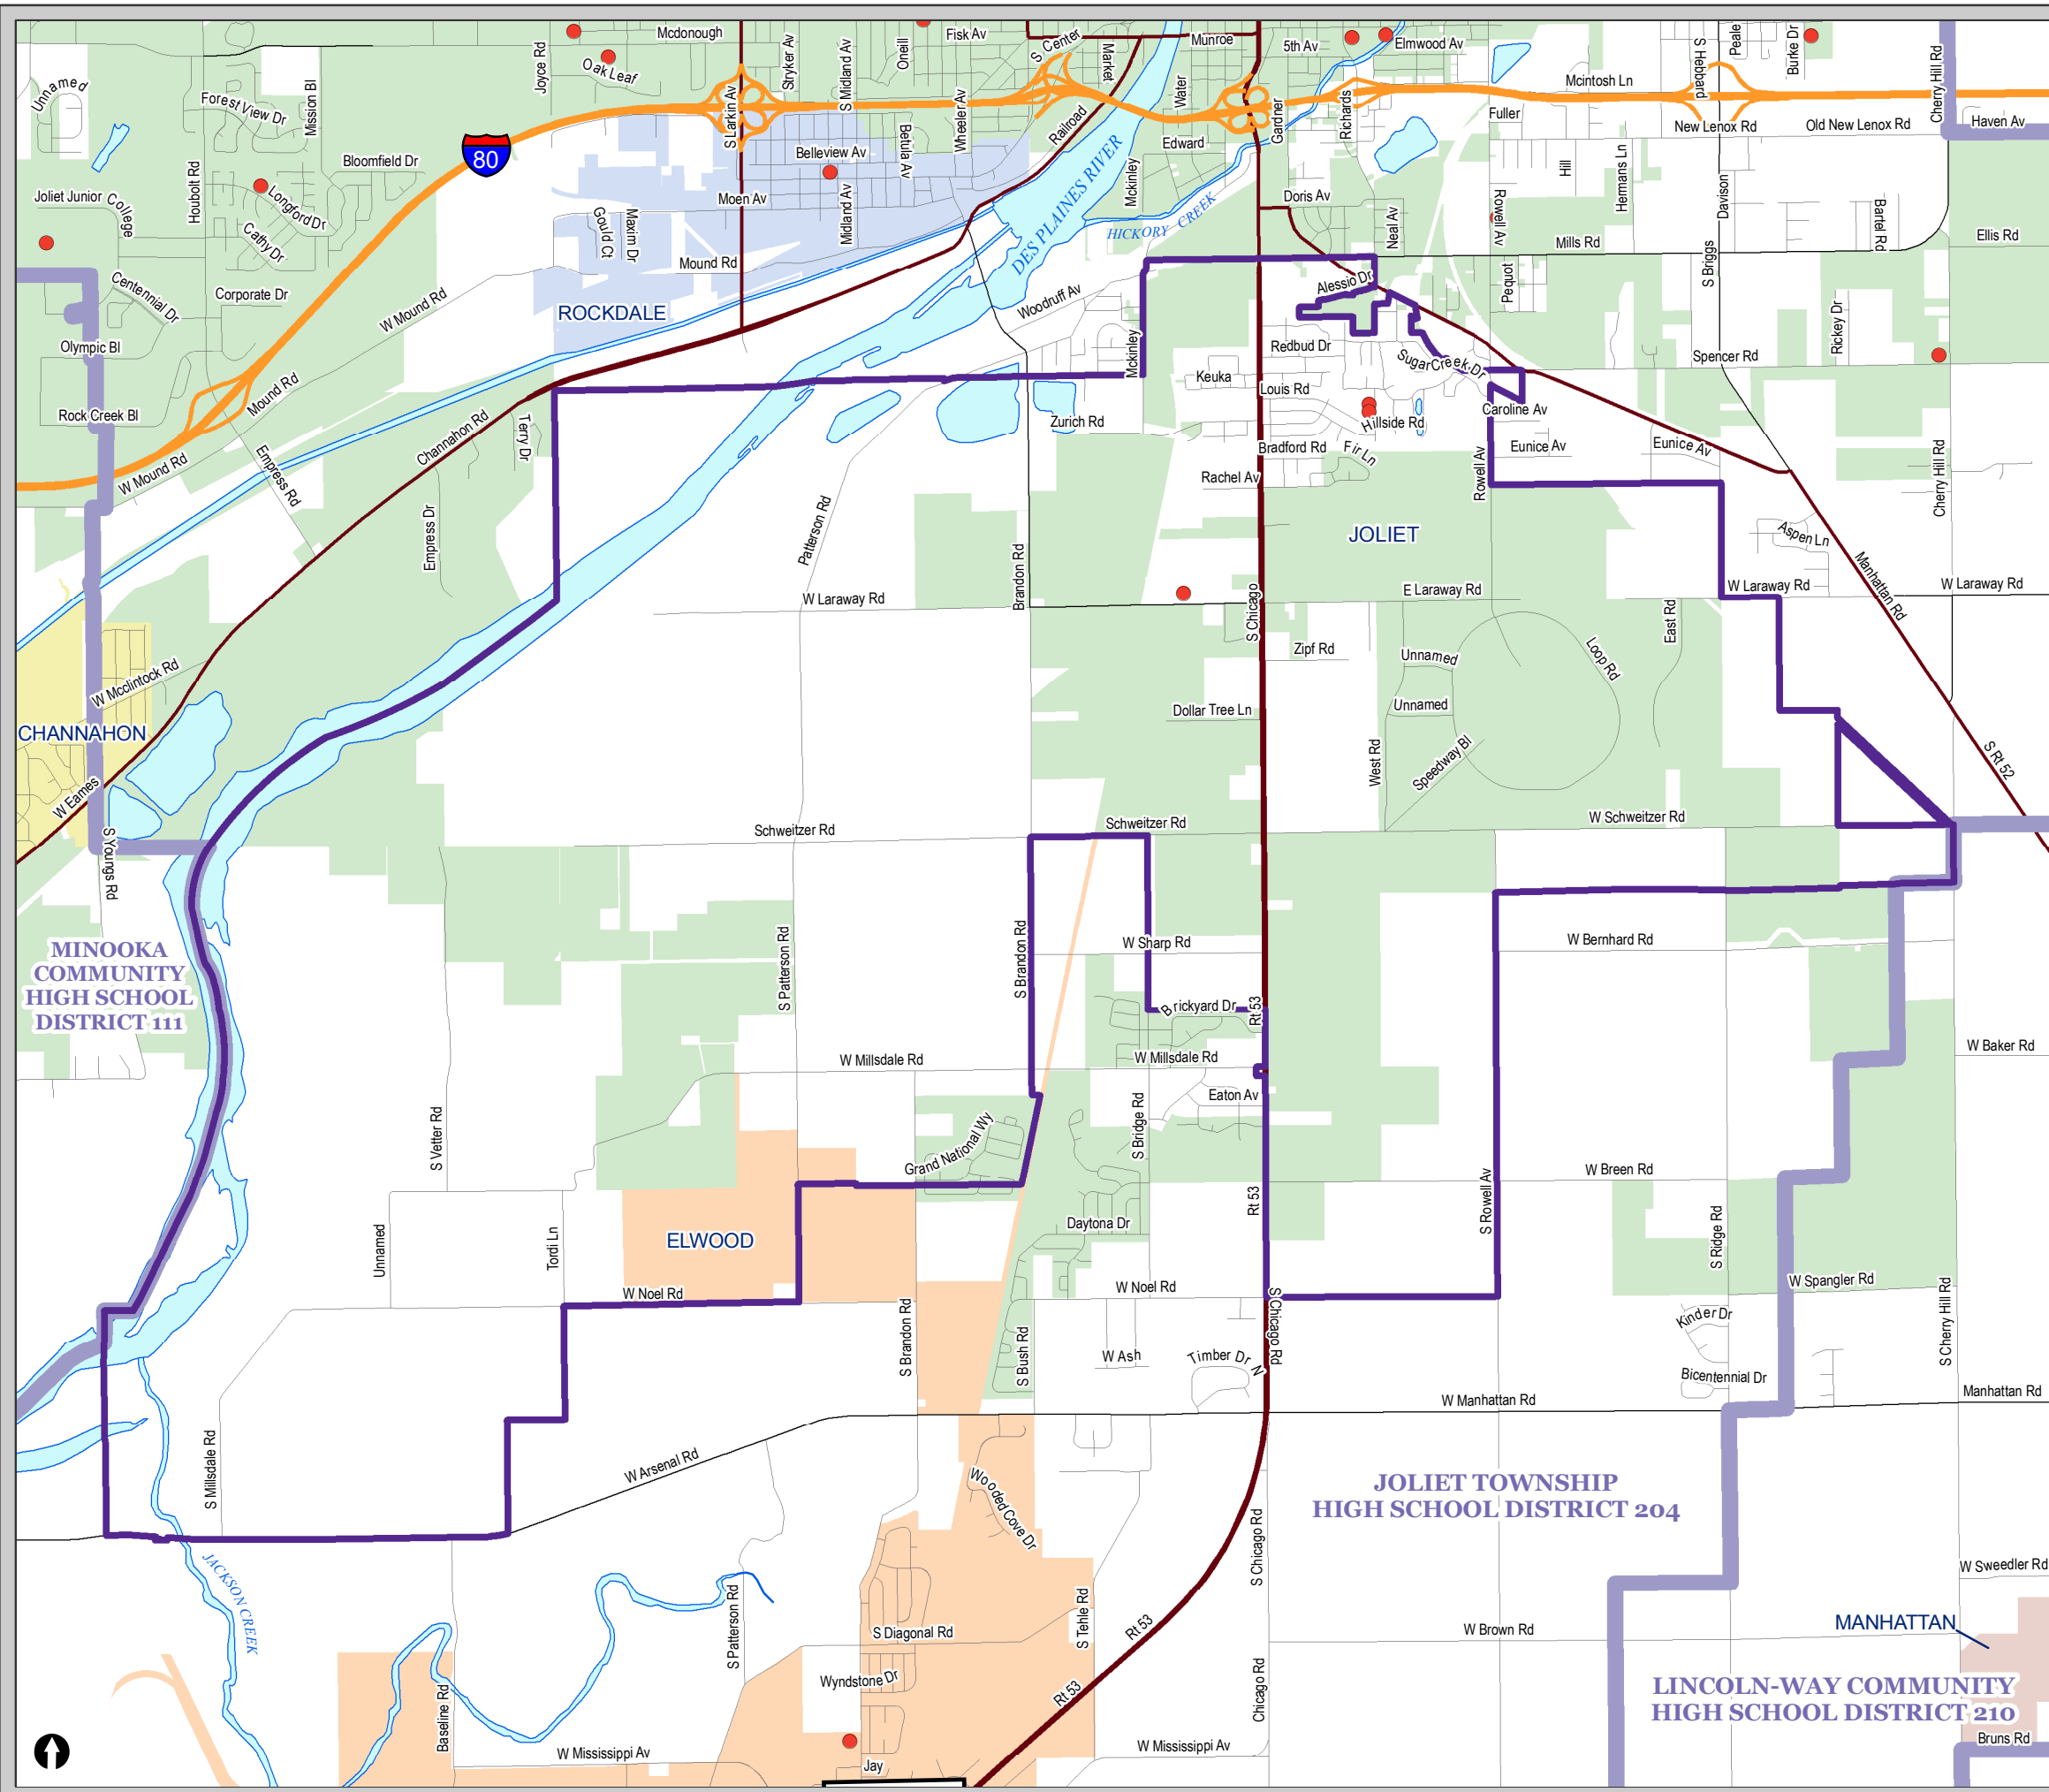 Mcdonough
Fisk Av
S Center
Market
Munroe
5th Av
Elmwood Av
S Hebbard
Peale
Burke Dr
Cherry Hill Rd
Unnamed
Forest View Dr
Mission Bl
Joyce Rd
Oak Leaf
Stryker Av
S Midland Av
Oneill
Wheeler Av
Water
Gardner
Richards
Mcintosh Ln
Fuller
New Lenox Rd
Old New Lenox Rd
Haven Av
80
S Larkin Av
Belleview Av
Betula Av
Railroad
Edward
Bloomfield Dr
Houbolt Rd
Longford Dr
Cathy Dr
Joliet Junior
College
Moen Av
Midland Av
Gould Ct
Maxim Dr
Mound Rd
DES PLAINES RIVER
Mckinley
HICKORY CREEK
Doris Av
Neal Av
Rowell Av
Hill
Hermans Ln
Davison
Bartel Rd
Mills Rd
Ellis Rd
Centennial Dr
Corporate Dr
W Mound Rd
ROCKDALE
Woodruff Av
Alessio Dr
Pequot
S Briggs
Rickey Dr
Olympic Bl
Mckinley
Redbud Dr
Sugar Creek Dr
Spencer Rd
Rock Creek Bl
Mound Rd
Channahon Rd
Terry Dr
Keuka
Louis Rd
Zurich Rd
Hillside Rd
Caroline Av
Bradford Rd
Fir Ln
Eunice Av
Eunice Av
W Mound Rd
Empress Rd
Empress Dr
Patterson Rd
Rachel Av
Rowell Av
Cherry Hill Rd
JOLIET
Aspen Ln
Manhattan Rd
Brandon Rd
W Laraway Rd
S Chicago
E Laraway Rd
W Laraway Rd
W Laraway Rd
East Rd
Zipf Rd
Unnamed
Loop Rd
W Mcclintock Rd
CHANNAHON
Dollar Tree Ln
Unnamed
West Rd
Speedway Bl
S Rt 52
W Eames
S Youngs Rd
Schweitzer Rd
Schweitzer Rd
W Schweitzer Rd
MINOOKA
COMMUNITY
HIGH SCHOOL
DISTRICT 111
S Patterson Rd
S Brandon Rd
W Sharp Rd
W Bernhard Rd
Brickyard Dr
Rt 53
W Millsdale Rd
W Millsdale Rd
W Baker Rd
Eaton Av
S Vetter Rd
S Bridge Rd
Grand National Wy
W Breen Rd
Rt 53
S Rowell Av
S Ridge Rd
Unnamed
Tordi Ln
ELWOOD
Daytona Dr
W Noel Rd
W Noel Rd
W Spangler Rd
S Chicago Rd
Kinder Dr
S Cherry Hill Rd
S Brandon Rd
S Bush Rd
W Ash
Timber Dr N
Bicentennial Dr
W Manhattan Rd
Manhattan Rd
S Millsdale Rd
W Arsenal Rd
Wooded Cove Dr
JOLIET TOWNSHIP
HIGH SCHOOL DISTRICT 204
S Chicago Rd
JACKSON CREEK
W Sweedler Rd
S Patterson Rd
S Diagonal Rd
S Tehle Rd
Rt 53
W Brown Rd
MANHATTAN
Wyndstone Dr
Rt 53
Chicago Rd
LINCOLN-WAY COMMUNITY
HIGH SCHOOL DISTRICT 210
Baseline Rd
W Mississippi Av
Jay
W Mississippi Av
Bruns Rd